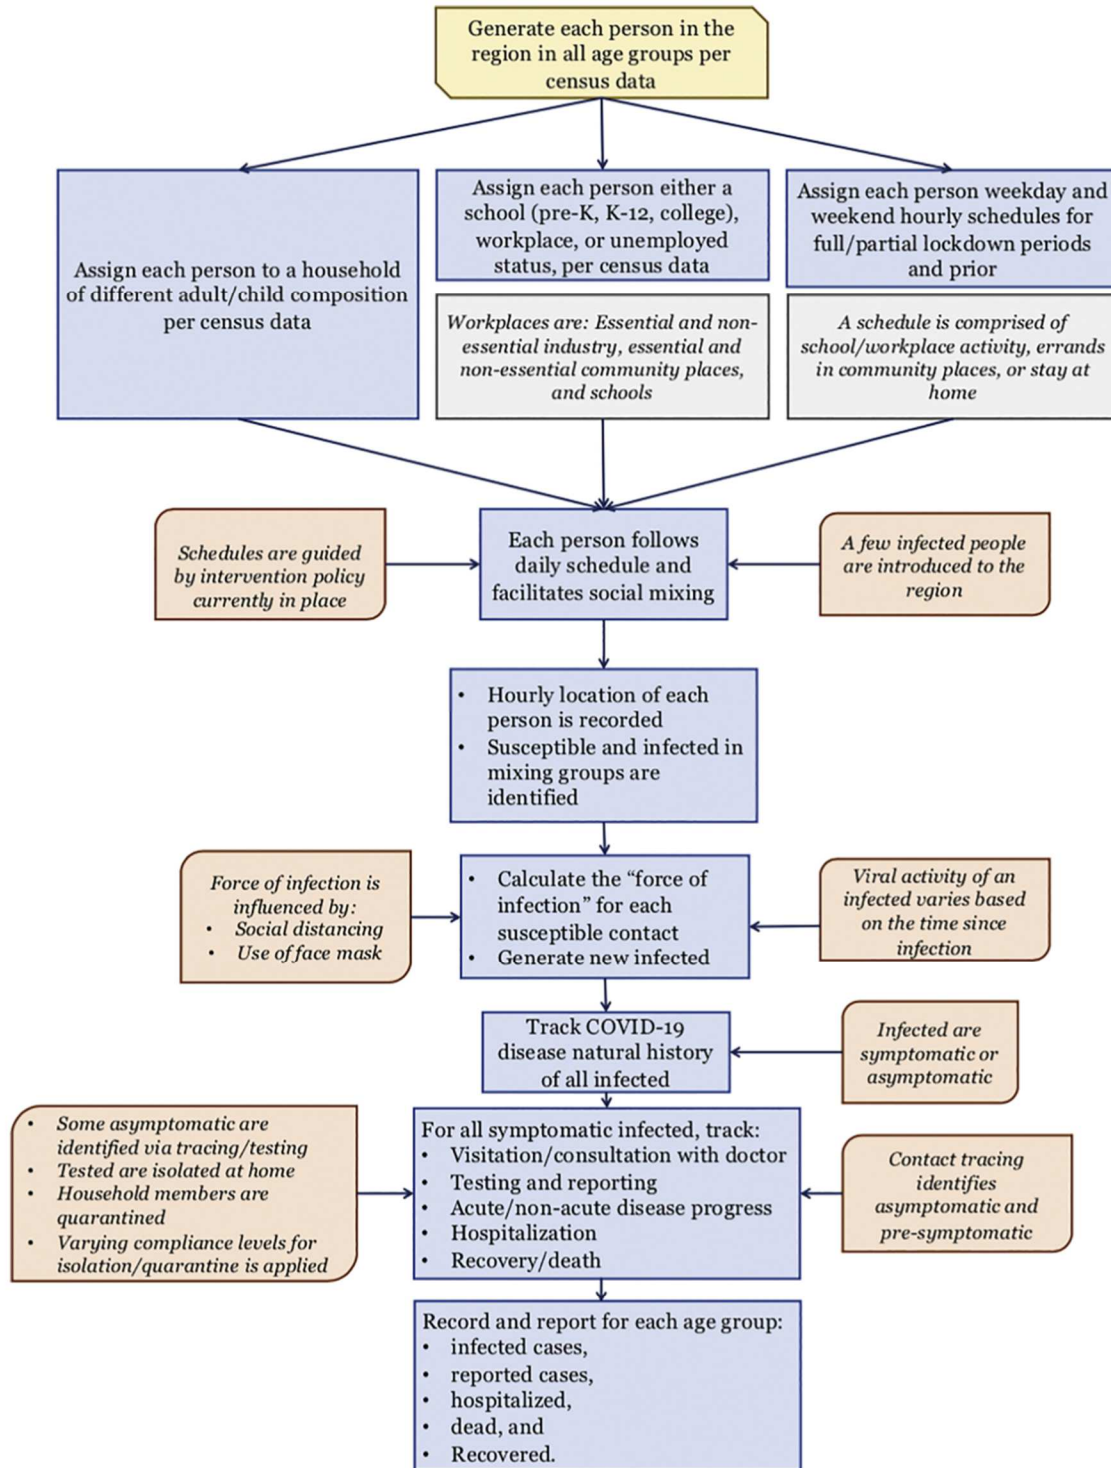 Generate each person in the
region in all age groups per
census data
Assign each person to a household
of different adult/child composition
per census data
Assign each person either a
school (pre-K, K-12, college),
workplace, or unemployed
status, per census data
Workplaces are: Essential and non-
essential industry, essential and
non-essential community places,
and schools
Assign each person weekday and
weekend hourly schedules for
full/partial lockdown periods
and prior
A schedule is comprised of
school/workplace activity, errands
in community places, or stay at
home
Schedules are guided
by intervention policy
currently in place
Each person follows
daily schedule and
facilitates social mixing
A few infected people
are introduced to the
region
• Hourly location of each
person is recorded
• Susceptible and infected in
mixing groups are
identified
Force of infection is
influenced by:
• Social distancing
• Use of face mask
• Calculate the “force of
infection” for each
susceptible contact
• Generate new infected
Viral activity of an
infected varies based
on the time since
infection
Track COVID-19
disease natural history
of all infected
Infected are
symptomatic or
asymptomatic
• Some asymptomatic are
identified via tracing/testing
• Tested are isolated at home
• Household members are
quarantined
• Varying compliance levels for
isolation/quarantine is applied
For all symptomatic infected, track:
• Visitation/consultation with doctor
• Testing and reporting
• Acute/non-acute disease progress
• Hospitalization
• Recovery/death
Contact tracing
identifies
asymptomatic and
pre-symptomatic
Record and report for each age group:
• infected cases,
• reported cases,
• hospitalized,
• dead, and
• Recovered.